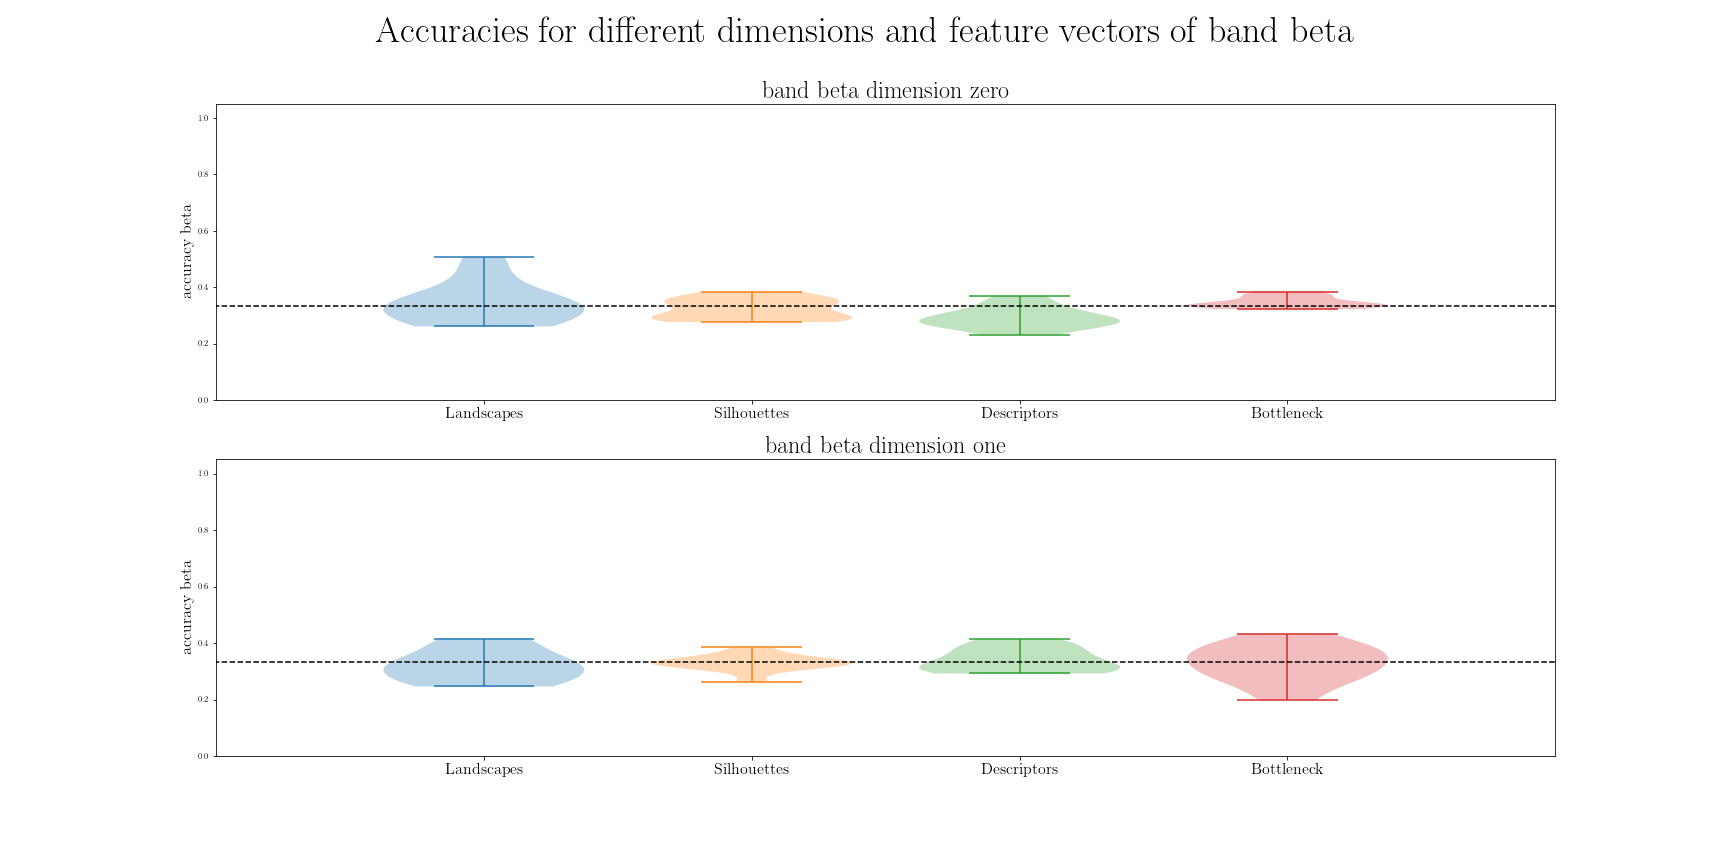 Accuracies for different dimensions and feature vectors of band beta
band beta dimension zero
accuracy beta
1.0
0.8
0.6
0.4
0.2
0.0
Landscapes Silhouettes Descriptors Bottleneck
band beta dimension one
accuracy beta
1.0
0.8
0.6
0.4
0.2
0.0
Landscapes Silhouettes Descriptors Bottleneck